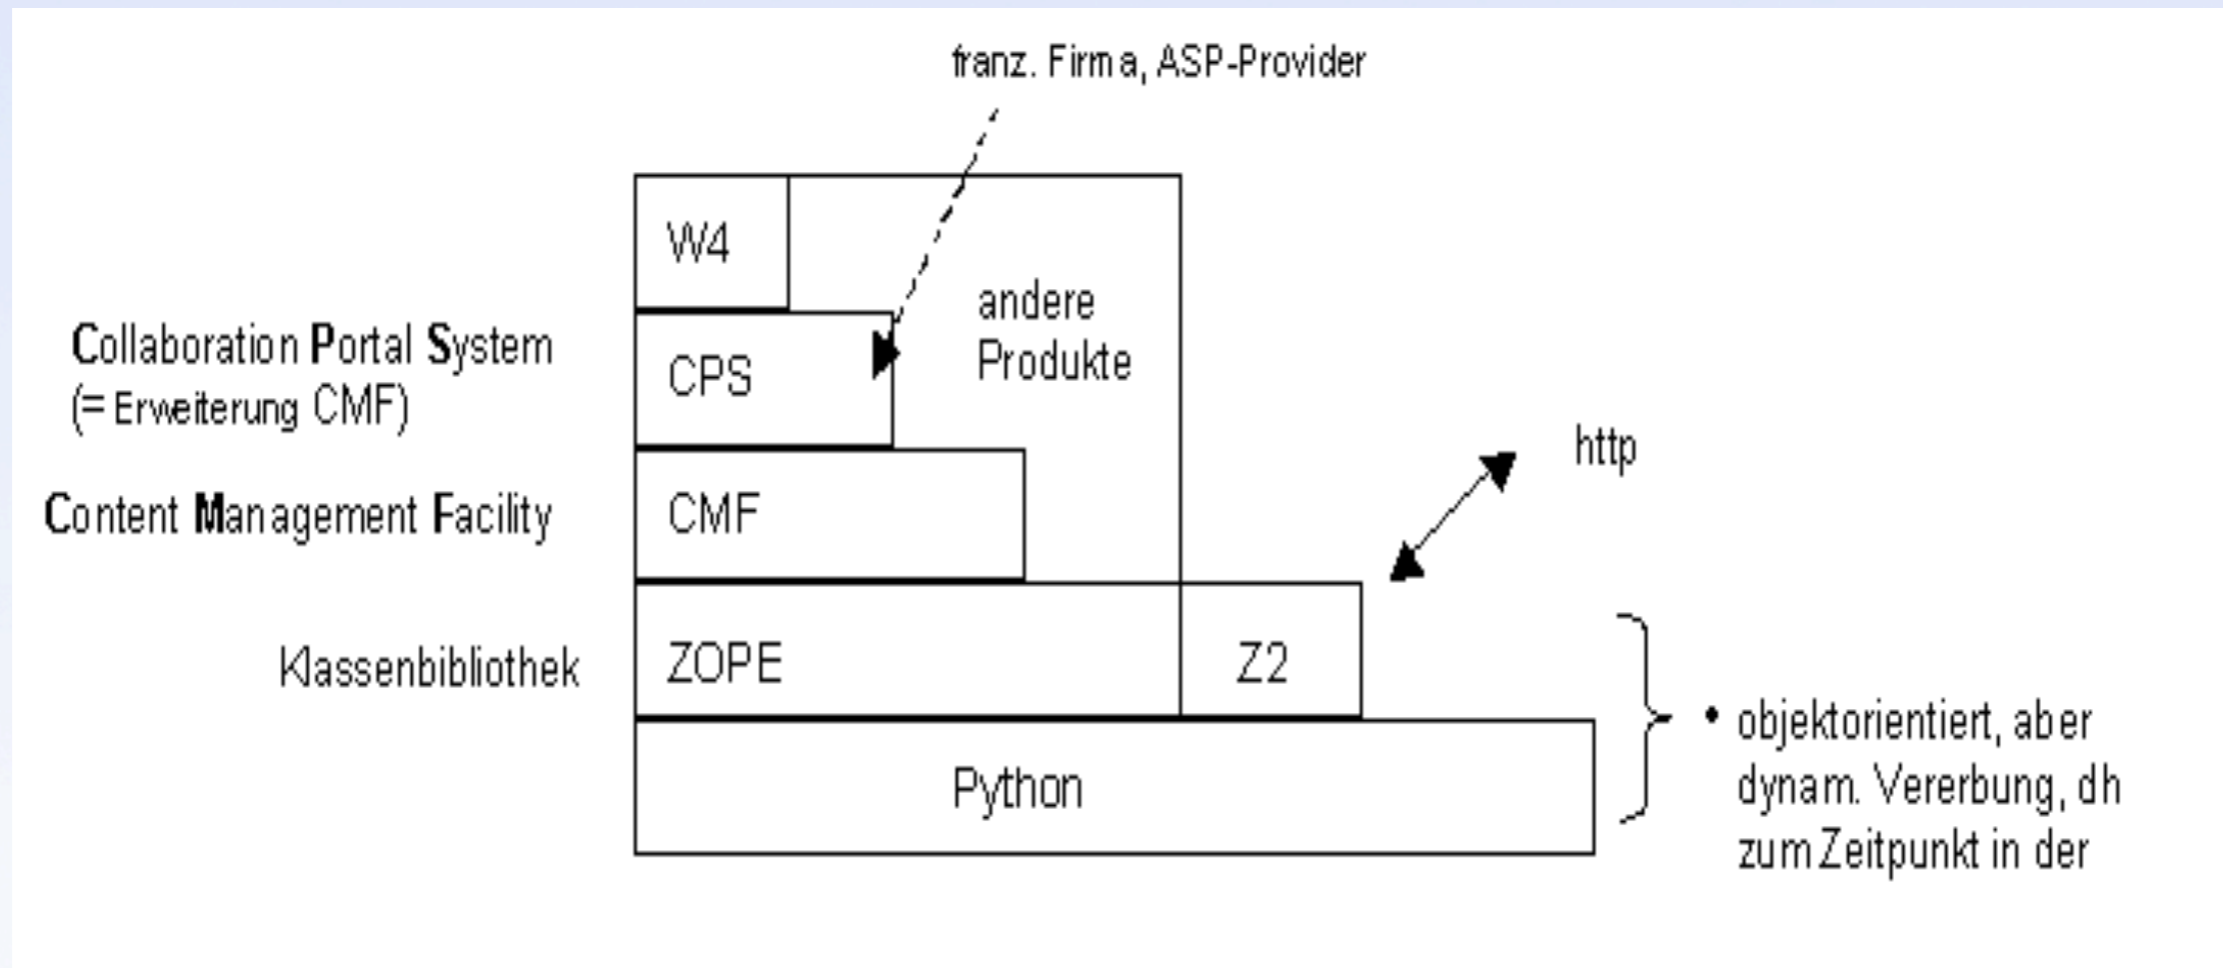 franz. Firma, ASP-Provider
W4
andere
Produkte
Collaboration Portal System
(= Erweiterung CMF)
CPS
http
Content Management Facility
CMF
Klassenbibliothek
ZOPE
Z2
• objektorientiert, aber
dynam. Vererbung, dh
zum Zeitpunkt in der
Python